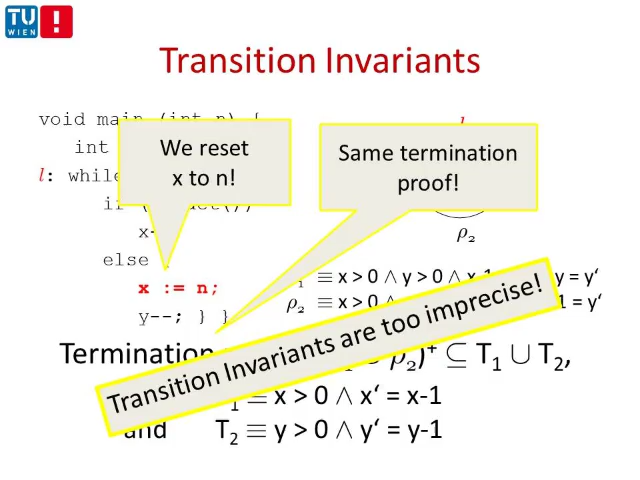 TU
WIEN
Transition Invariants
void main (int n) {
int
We reset
x to n!
Same termination
proof!
l: while
if (
x-
else {
x := n;
y--; } }
ρ₂
≡ x > 0 ∧ y > 0 ∧ x-1 y = y‘
ρ₂ ≡ x > 0 ∧ 1 = y‘
Transition Invariants are too imprecise!
Termination ρ₂)⁺ ⊆ T₁ ∪ T₂,
₁ ≡ x > 0 ∧ x‘ = x-1
and T₂ ≡ y > 0 ∧ y‘ = y-1